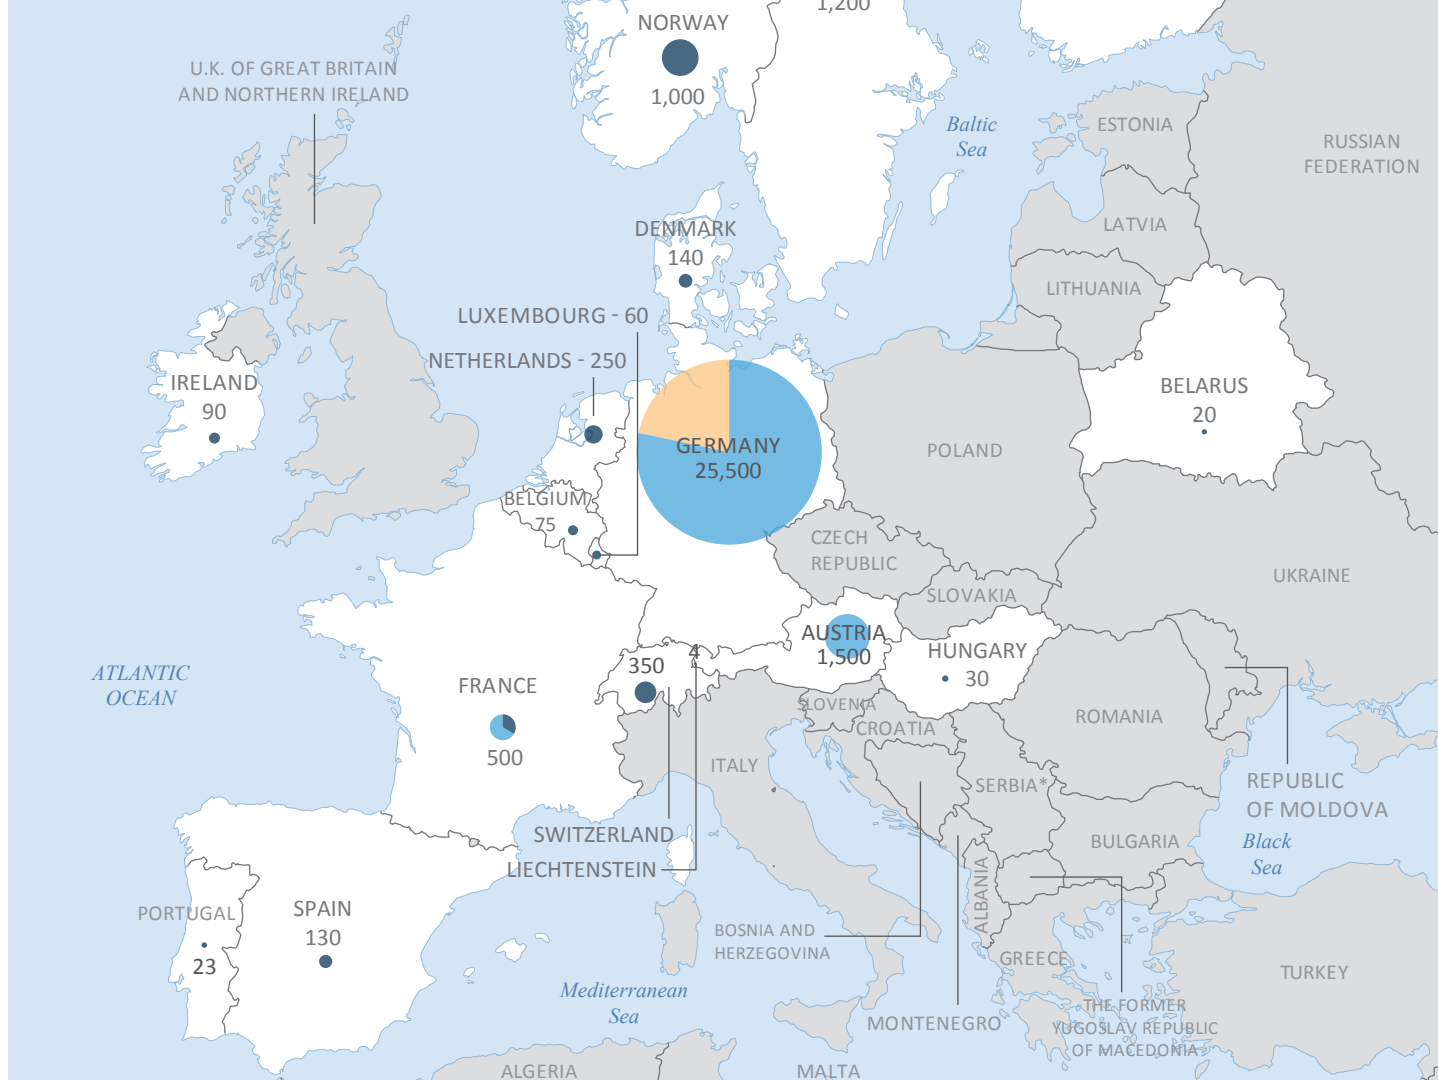 1,200
NORWAY
1,000
U.K. OF GREAT BRITAIN
AND NORTHERN IRELAND
Baltic
Sea
ESTONIA
RUSSIAN
FEDERATION
LATVIA
DENMARK
140
LITHUANIA
LUXEMBOURG - 60
NETHERLANDS - 250
IRELAND
90
BELARUS
20
GERMANY
25,500
POLAND
BELGIUM
75
CZECH
REPUBLIC
UKRAINE
SLOVAKIA
AUSTRIA
1,500
HUNGARY
30
4
350
ATLANTIC
OCEAN
FRANCE
500
SLOVENIA
CROATIA
ROMANIA
ITALY
SERBIA*
REPUBLIC
OF MOLDOVA
SWITZERLAND
LIECHTENSTEIN
BULGARIA
Black
Sea
ALBANIA
PORTUGAL
23
SPAIN
130
BOSNIA AND
HERZEGOVINA
GREECE
TURKEY
Mediterranean
Sea
MONTENEGRO
THE FORMER
YUGOSLAV REPUBLIC
OF MACEDONIA
ALGERIA
MALTA